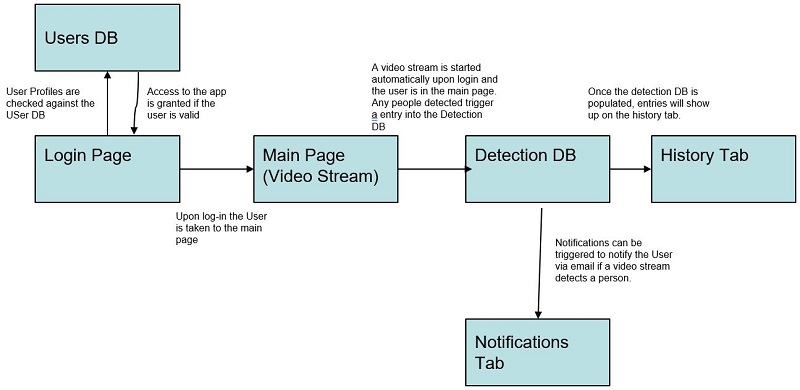 Users DB
User Profiles are
checked against the
USer DB
Access to the app
is granted if the
user is valid
Login Page
Upon log-in the User
is taken to the main
page
Main Page
(Video Stream)
A video stream is started
automatically upon login and
the user is in the main page.
Any people detected trigger
a entry into the Detection
DB
Detection DB
Once the detection DB is
populated, entries will show
up on the history tab.
History Tab
Notifications can be
triggered to notify the User
via email if a video stream
detects a person.
Notifications
Tab